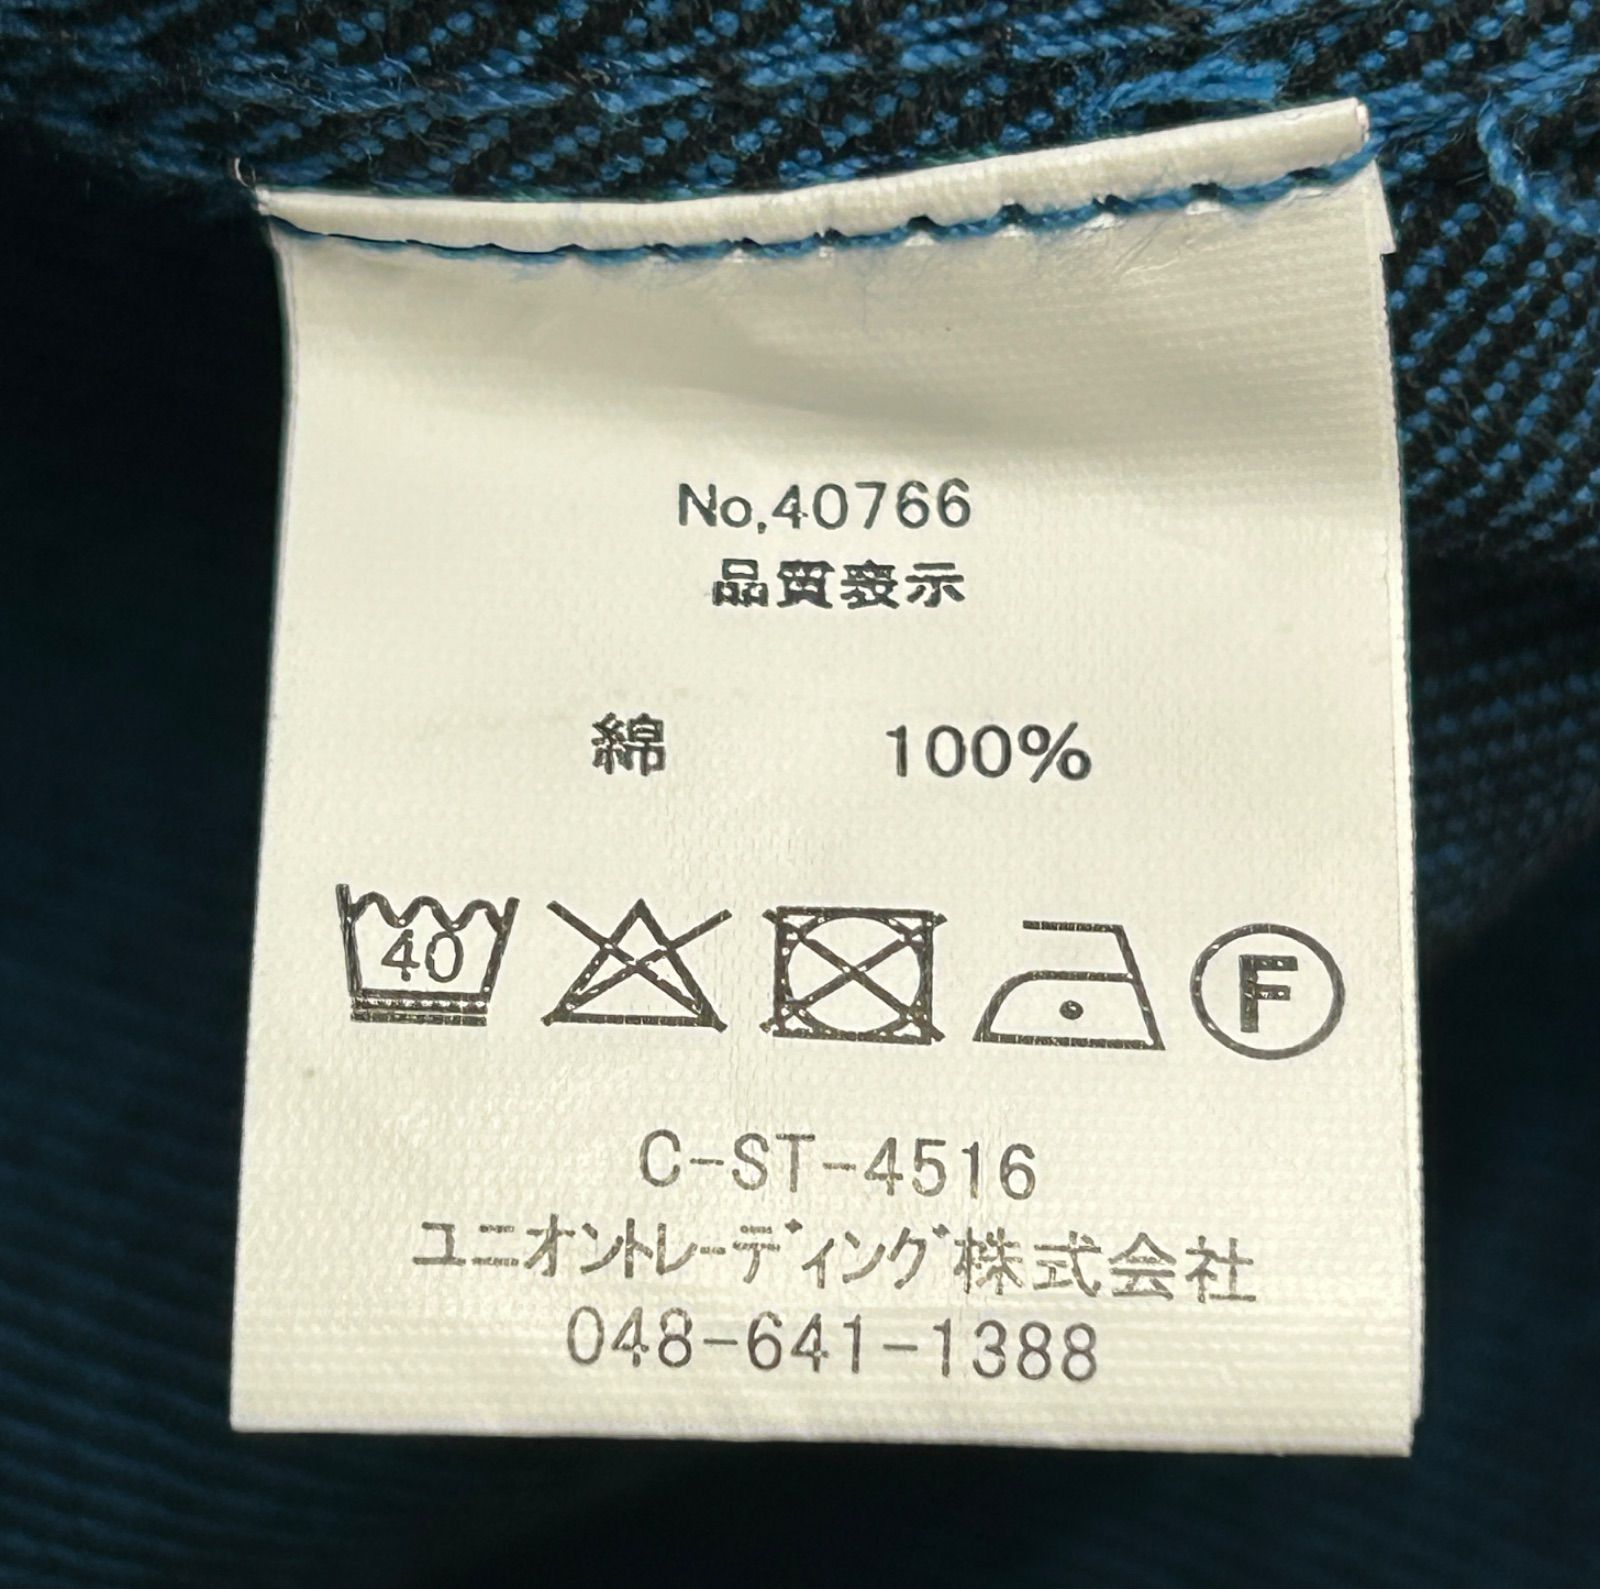 No.40766
品質表示
綿 100%
40
F
C-ST-4516
ユニオントレーディング株式会社
048-641-1388